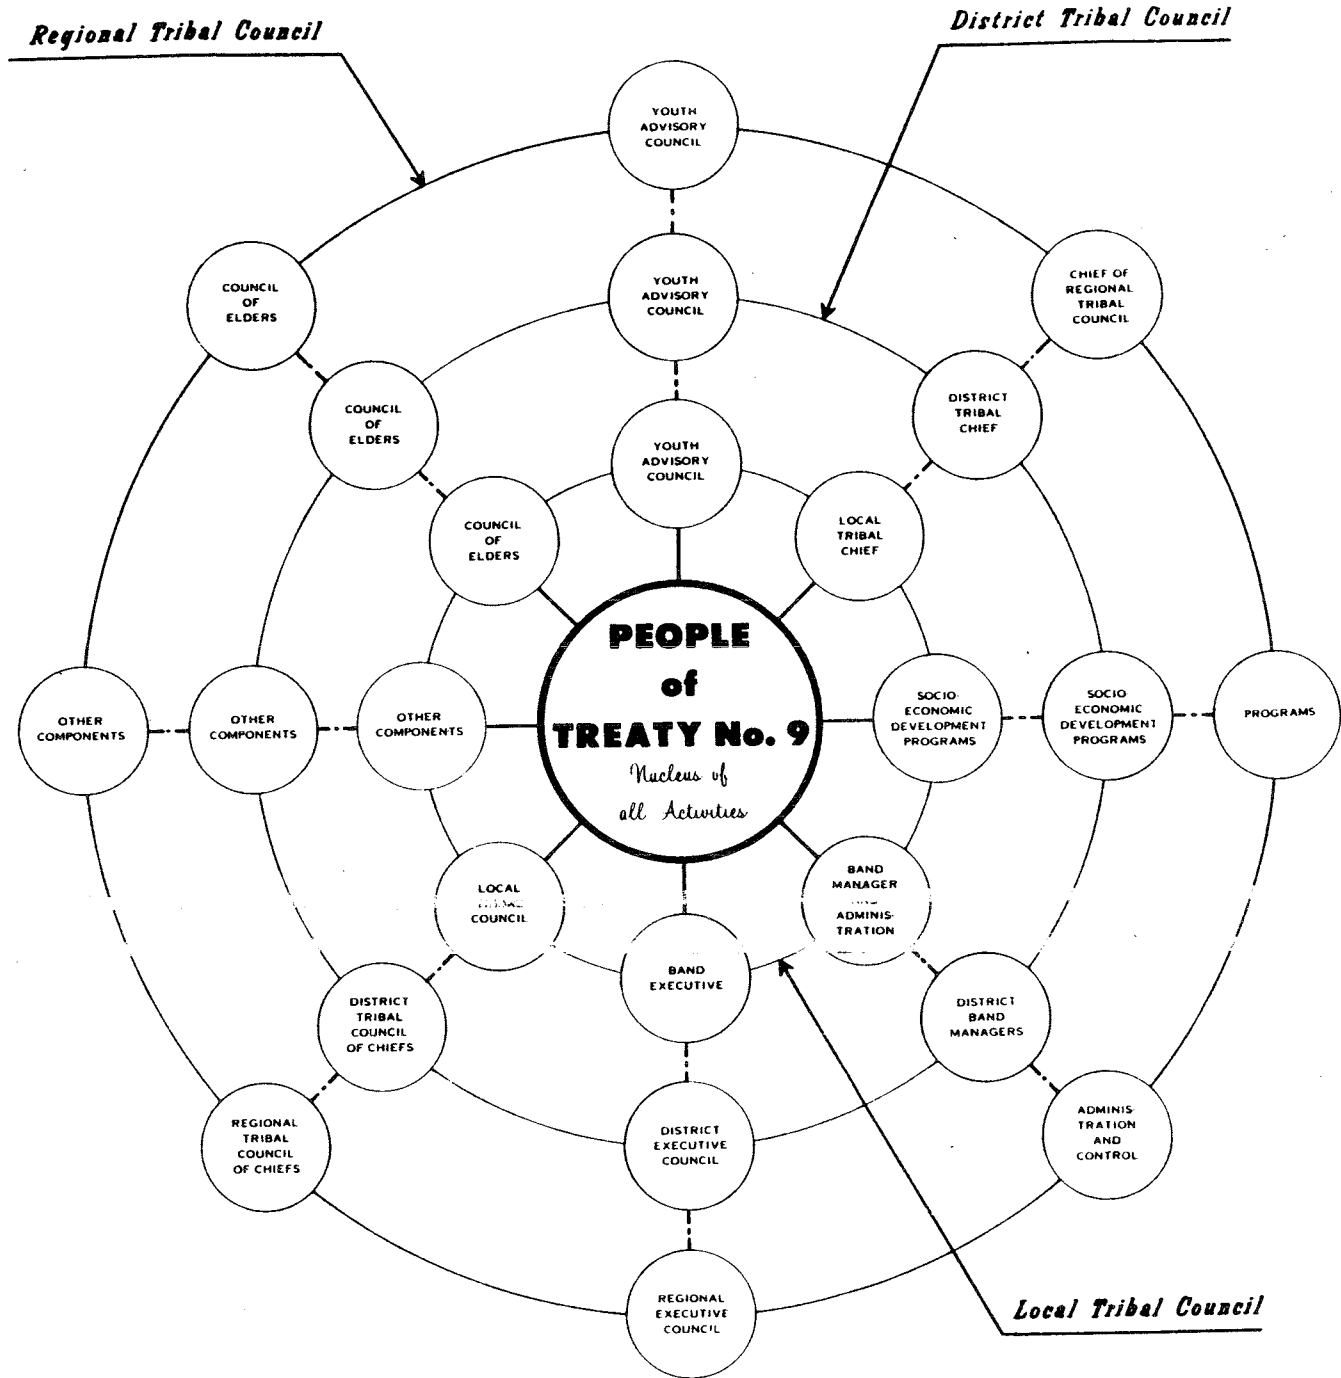 Regional Tribal Council
District Tribal Council
YOUTH
ADVISORY
COUNCIL
COUNCIL
OF
ELDERS
CHIEF OF
REGIONAL
TRIBAL
COUNCIL
YOUTH
ADVISORY
COUNCIL
COUNCIL
OF
ELDERS
DISTRICT
TRIBAL
CHIEF
YOUTH
ADVISORY
COUNCIL
COUNCIL
OF
ELDERS
LOCAL
TRIBAL
CHIEF
PEOPLE
of
TREATY No. 9
Nucleus of
all Activities
OTHER
COMPONENTS
OTHER
COMPONENTS
OTHER
COMPONENTS
SOCIO-
ECONOMIC
DEVELOPMENT
PROGRAMS
SOCIO
ECONOMIC
DEVELOPMENT
PROGRAMS
PROGRAMS
LOCAL
COUNCIL
BAND
MANAGER
ADMINIS-
TRATION
BAND
EXECUTIVE
DISTRICT
TRIBAL
COUNCIL
OF CHIEFS
DISTRICT
BAND
MANAGERS
REGIONAL
TRIBAL
COUNCIL
OF CHIEFS
DISTRICT
EXECUTIVE
COUNCIL
ADMINIS-
TRATION
AND
CONTROL
REGIONAL
EXECUTIVE
COUNCIL
Local Tribal Council